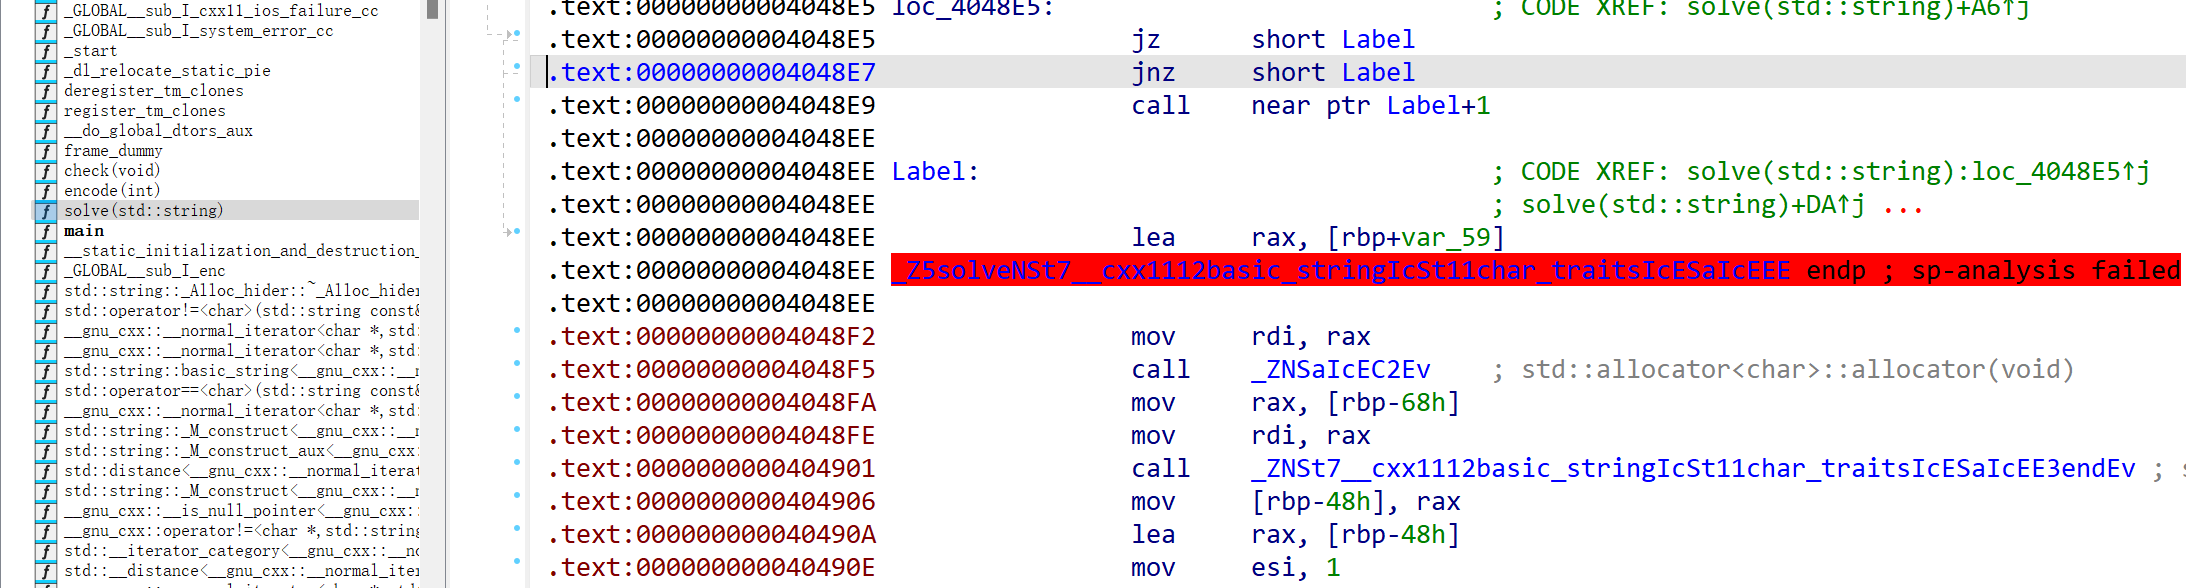 _GLOBAL__sub_I_cxx11_ios_failure_cc
_GLOBAL__sub_I_system_error_cc
_start
_dl_relocate_static_pie
deregister_tm_clones
register_tm_clones
__do_global_dtors_aux
frame_dummy
check(void)
encode(int)
solve(std::string)
main
__static_initialization_and_destruction_
_GLOBAL__sub_I_enc
std::string::_Alloc_hider::~_Alloc_hider
std::operator!=<char>(std::string const&
__gnu_cxx::__normal_iterator<char *,std:
__gnu_cxx::__normal_iterator<char *,std:
std::string::basic_string<__gnu_cxx::__n
std::operator==<char>(std::string const&
__gnu_cxx::__normal_iterator<char *,std:
std::string::_M_construct<__gnu_cxx::__n
std::string::_M_construct_aux<__gnu_cxx:
std::distance<__gnu_cxx::__normal_iterat
std::string::_M_construct<__gnu_cxx::__n
__gnu_cxx::__is_null_pointer<__gnu_cxx::
__gnu_cxx::operator!=<char *,std::string
std::__iterator_category<__gnu_cxx::__no
std::__distance<__gnu_cxx::__normal_iter
.text:00000000004048E5 loc_4048E5: ; CODE XREF: solve(std::string)+A6↑j
.text:00000000004048E5 jz short Label
.text:00000000004048E7 jnz short Label
.text:00000000004048E9 call near ptr Label+1
.text:00000000004048EE
.text:00000000004048EE Label: ; CODE XREF: solve(std::string):loc_4048E5↑j
.text:00000000004048EE ; solve(std::string)+DA↑j ...
.text:00000000004048EE lea rax, [rbp+var_59]
.text:00000000004048EE _Z5solveNSt7__cxx1112basic_stringIcSt11char_traitsIcESaIcEEE endp ; sp-analysis failed
.text:00000000004048EE
.text:00000000004048F2 mov rdi, rax
.text:00000000004048F5 call _ZNSaIcEC2Ev ; std::allocator<char>::allocator(void)
.text:00000000004048FA mov rax, [rbp-68h]
.text:00000000004048FE mov rdi, rax
.text:0000000000404901 call _ZNSt7__cxx1112basic_stringIcSt11char_traitsIcESaIcEE3endEv ;
.text:0000000000404906 mov [rbp-48h], rax
.text:000000000040490A lea rax, [rbp-48h]
.text:000000000040490E mov esi, 1